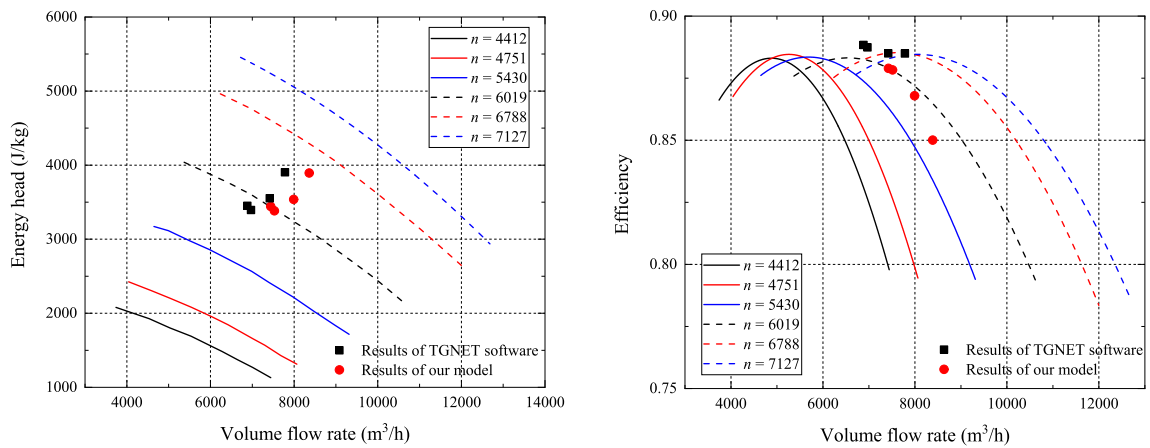 6000
5000
4000
3000
2000
1000
Energy head (J/kg)
n = 4412
n = 4751
n = 5430
n = 6019
n = 6788
n = 7127
Results of TGNET software
Results of our model
4000 6000 8000 10000 12000 14000
Volume flow rate (m³/h)
0.90
0.85
0.80
0.75
Efficiency
n = 4412
n = 4751
n = 5430
n = 6019
n = 6788
n = 7127
Results of TGNET software
Results of our model
4000 6000 8000 10000 12000
Volume flow rate (m³/h)